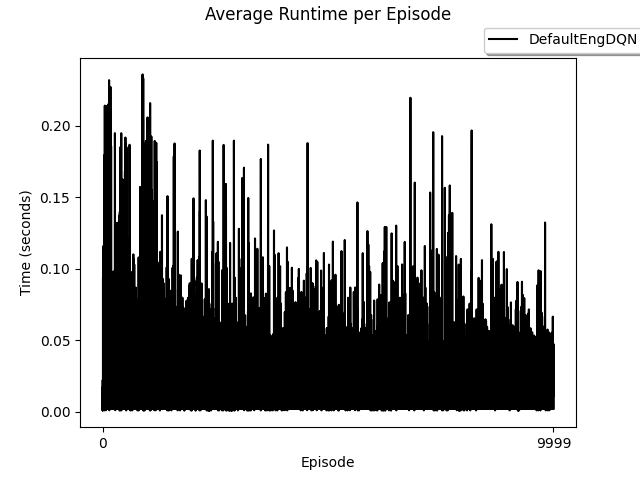 Average Runtime per Episode
DefaultEngDQN
0.20
0.15
0.10
0.05
0.00
Time (seconds)
0
9999
Episode